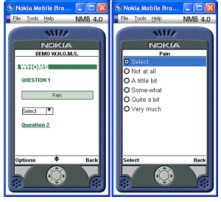 Nokia Mobile Bro...
File Tools Help NMB 4.0
NOKIA
DEMO W.H.O.M.S.
WHOMS
QUESTION 1
Pain
Select
Question 2
Options Back
Nokia Mobile Bro...
File Tools Help NMB 4.0
NOKIA
Pain
Select
Not at all
A little bit
Some-what
Quite a bit
Very much
Select Back